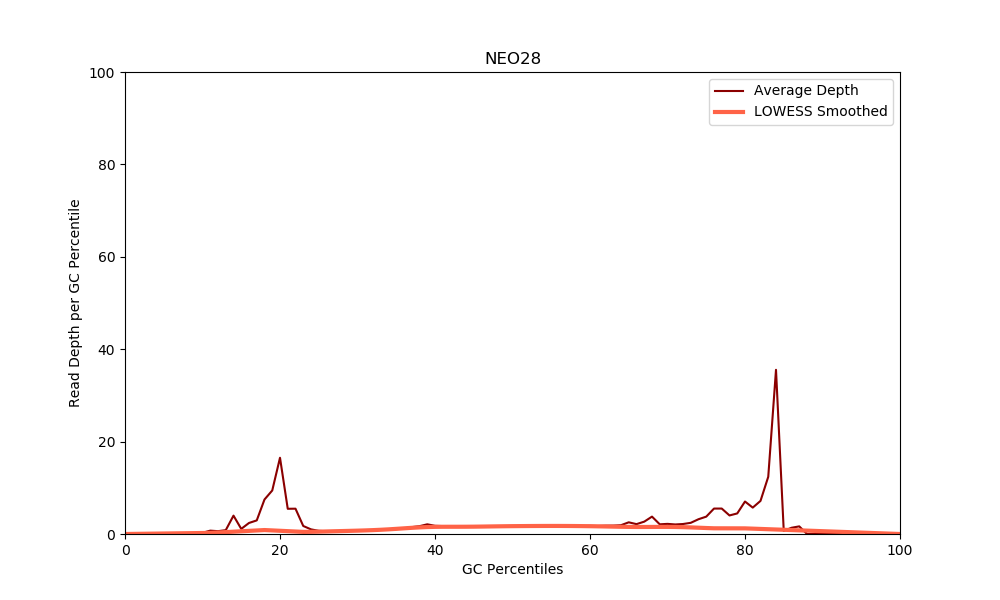 NEO28
Average Depth
LOWESS Smoothed
Read Depth per GC Percentile
100
80
60
40
20
0
0 20 40 60 80 100
GC Percentiles